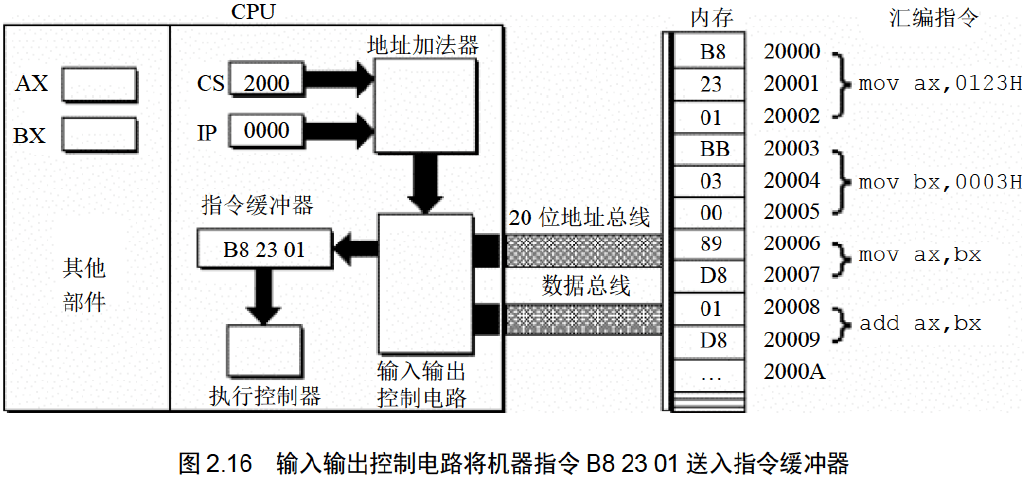 CPU
内存 汇编指令
地址加法器
B8 20000
AX CS 2000
23 20001 mov ax,0123H
01 20002
BX IP 0000
BB 20003
03 20004 mov bx,0003H
指令缓冲器
00 20005
20 位地址总线
B8 23 01
89 20006 mov ax,bx
其他
部件
D8 20007
数据总线
01 20008
add ax,bx
D8 20009
执行控制器
输入输出
控制电路
… 2000A
图 2.16 输入输出控制电路将机器指令 B8 23 01 送入指令缓冲器